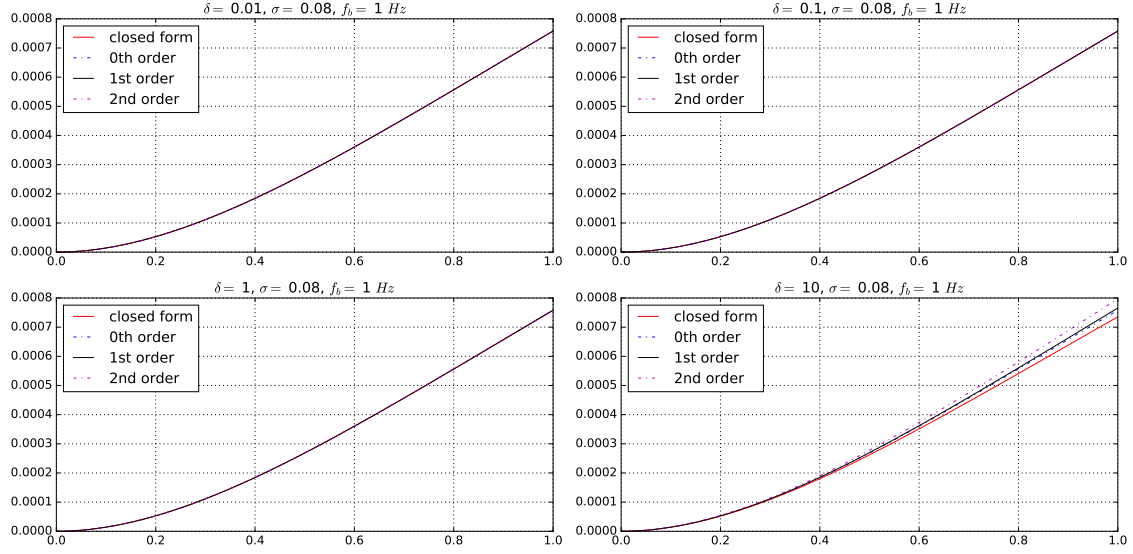 δ = 0.01, σ = 0.08, f_b = 1 Hz
0.0008
0.0007
0.0006
0.0005
0.0004
0.0003
0.0002
0.0001
0.0000
closed form
0th order
1st order
2nd order
0.0 0.2 0.4 0.6 0.8 1.0
δ = 0.1, σ = 0.08, f_b = 1 Hz
0.0008
0.0007
0.0006
0.0005
0.0004
0.0003
0.0002
0.0001
0.0000
closed form
0th order
1st order
2nd order
0.0 0.2 0.4 0.6 0.8 1.0
δ = 1, σ = 0.08, f_b = 1 Hz
0.0008
0.0007
0.0006
0.0005
0.0004
0.0003
0.0002
0.0001
0.0000
closed form
0th order
1st order
2nd order
0.0 0.2 0.4 0.6 0.8 1.0
δ = 10, σ = 0.08, f_b = 1 Hz
0.0008
0.0007
0.0006
0.0005
0.0004
0.0003
0.0002
0.0001
0.0000
closed form
0th order
1st order
2nd order
0.0 0.2 0.4 0.6 0.8 1.0